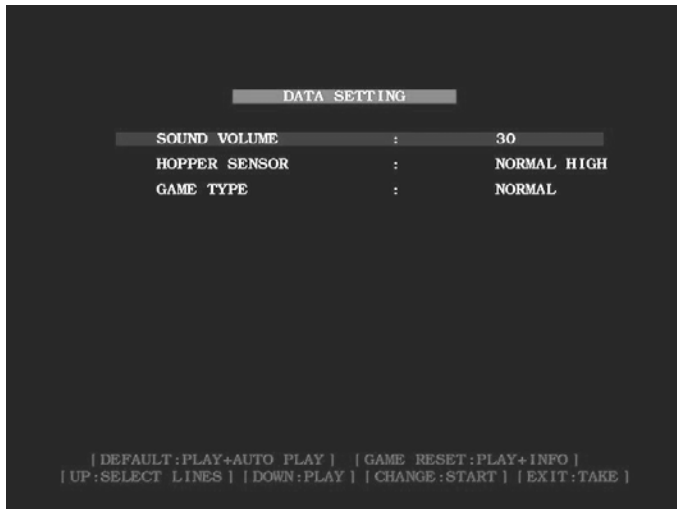 DATA SETTING
SOUND VOLUME : 30
HOPPER SENSOR : NORMAL HIGH
GAME TYPE : NORMAL
[DEFAULT:PLAY+AUTO PLAY] [GAME RESET:PLAY+INFO]
[UP:SELECT LINES] [DOWN:PLAY] [CHANGE:START] [EXIT:TAKE]